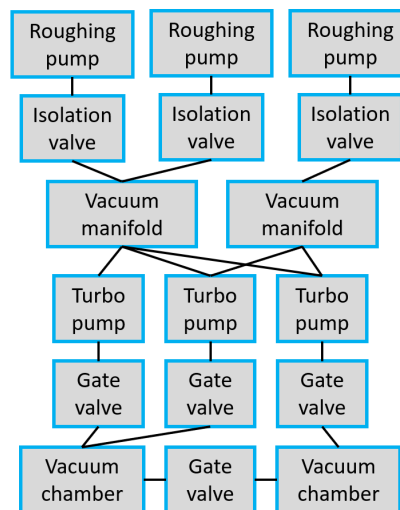 Roughing
pump
Roughing
pump
Roughing
pump
Isolation
valve
Isolation
valve
Isolation
valve
Vacuum
manifold
Vacuum
manifold
Turbo
pump
Turbo
pump
Turbo
pump
Gate
valve
Gate
valve
Gate
valve
Vacuum
chamber
Gate
valve
Vacuum
chamber